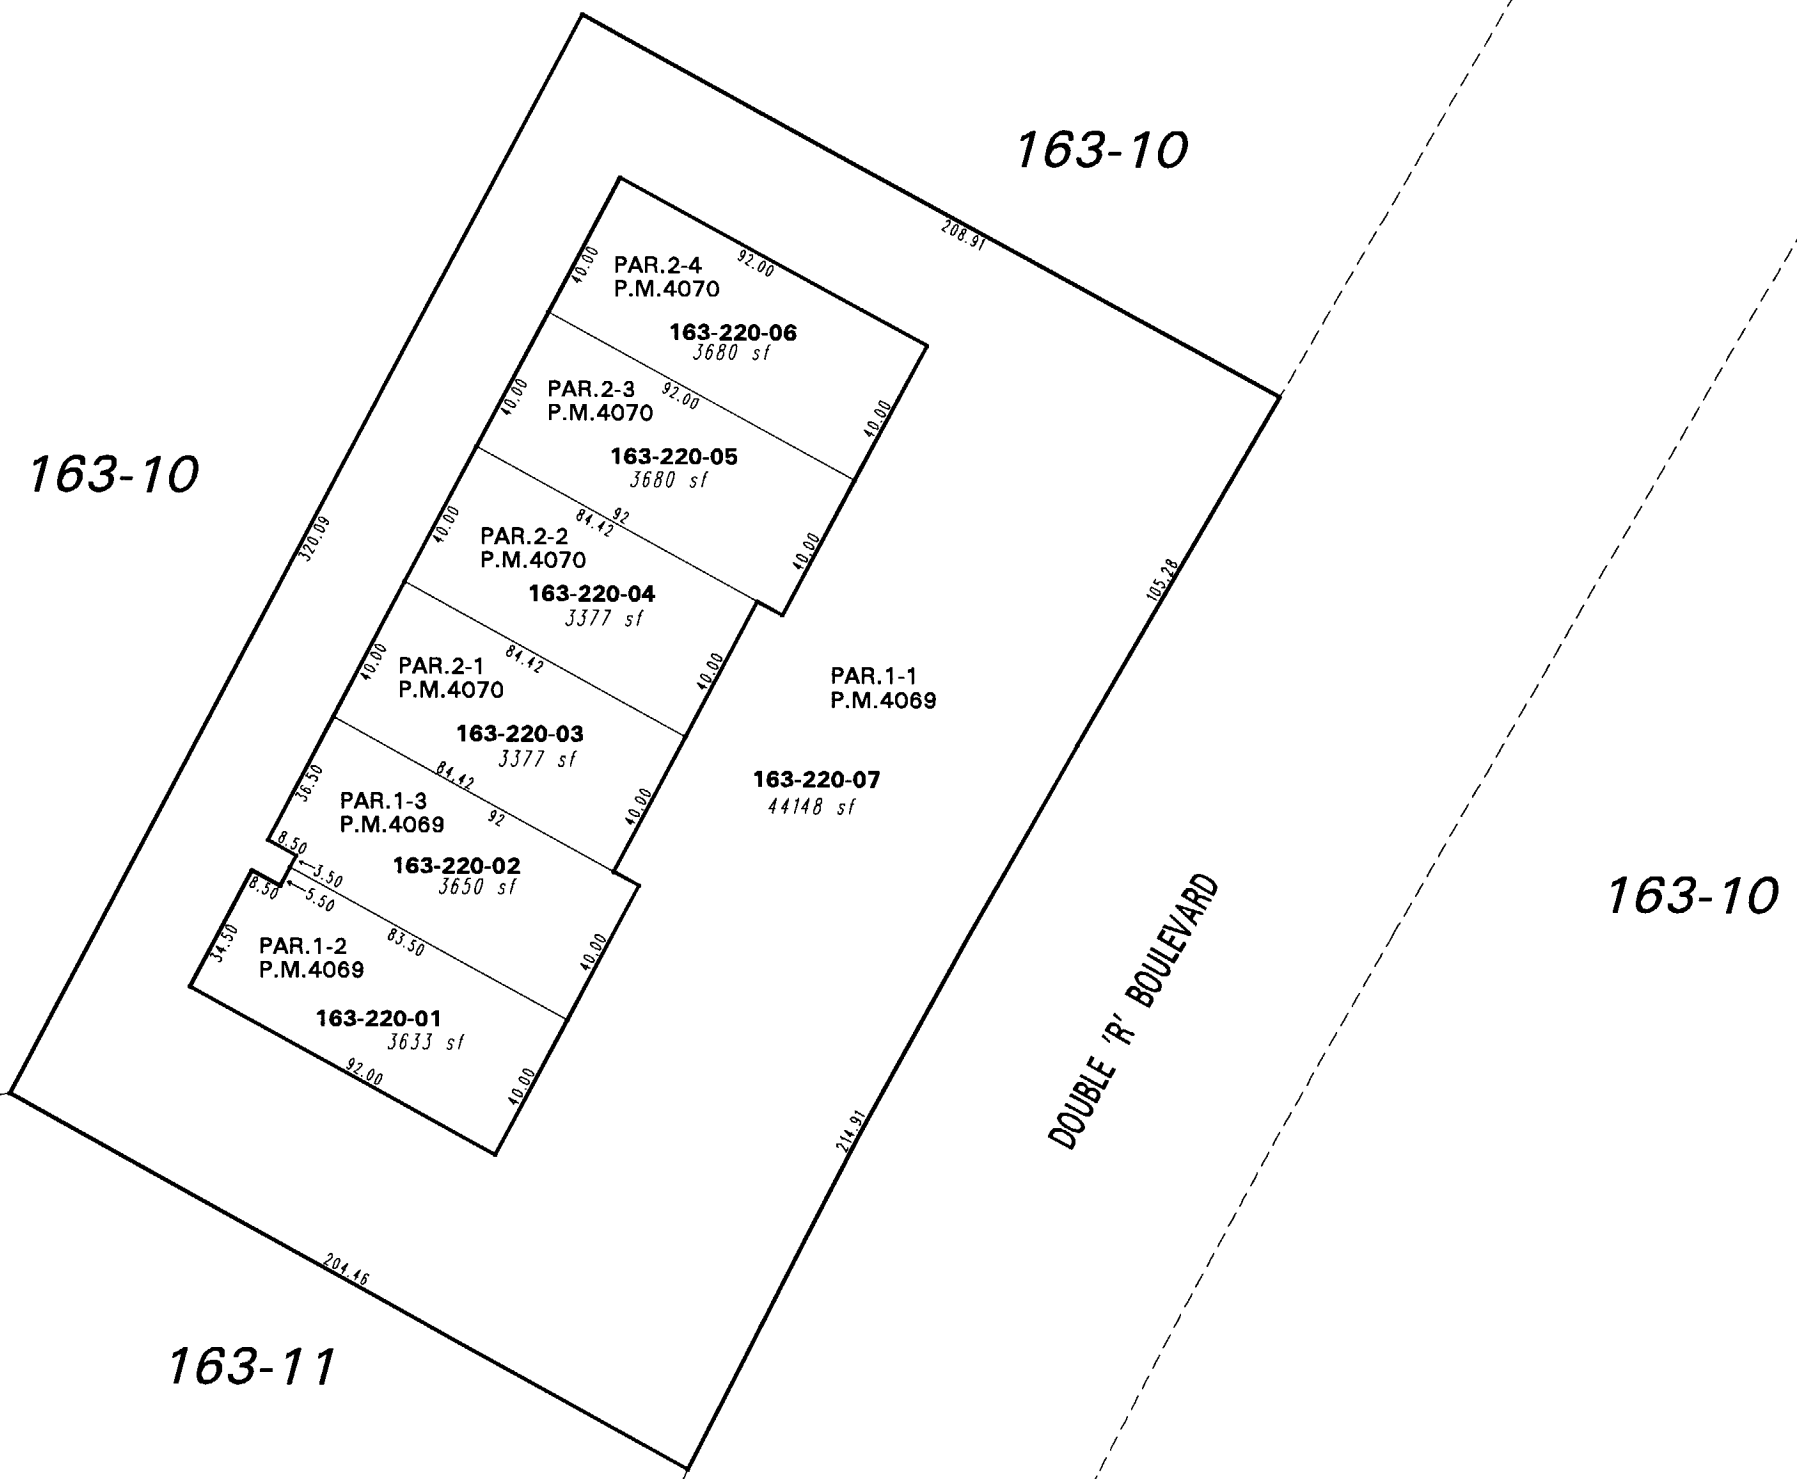 163-10
208.91
92.00
40.00
PAR.2-4
P.M.4070
163-220-06
3680 sf
40.00
92.00
40.00
PAR.2-3
P.M.4070
163-220-05
3680 sf
40.00
163-10
320.09
92
84.42
40.00
PAR.2-2
P.M.4070
163-220-04
3377 sf
40.00
105.28
84.42
40.00
PAR.2-1
P.M.4070
163-220-03
3377 sf
40.00
PAR.1-1
P.M.4069
163-220-07
44148 sf
84.42
92
36.50
PAR.1-3
P.M.4069
163-220-02
3650 sf
8.50
3.50
40.00
8.50
5.50
83.50
34.50
PAR.1-2
P.M.4069
163-220-01
3633 sf
40.00
92.00
163-10
DOUBLE 'R' BOULEVARD
214.91
204.46
163-11